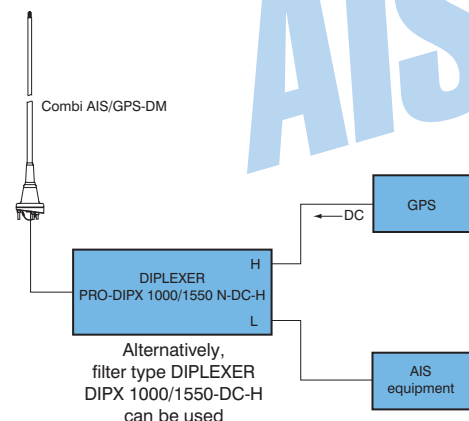 AIS
Combi AIS/GPS-DM
GPS
DC
H
DIPLEXER
PRO-DIPX 1000/1550 N-DC-H
L
Alternatively,
filter type DIPLEXER
DIPX 1000/1550-DC-H
can be used
AIS
equipment